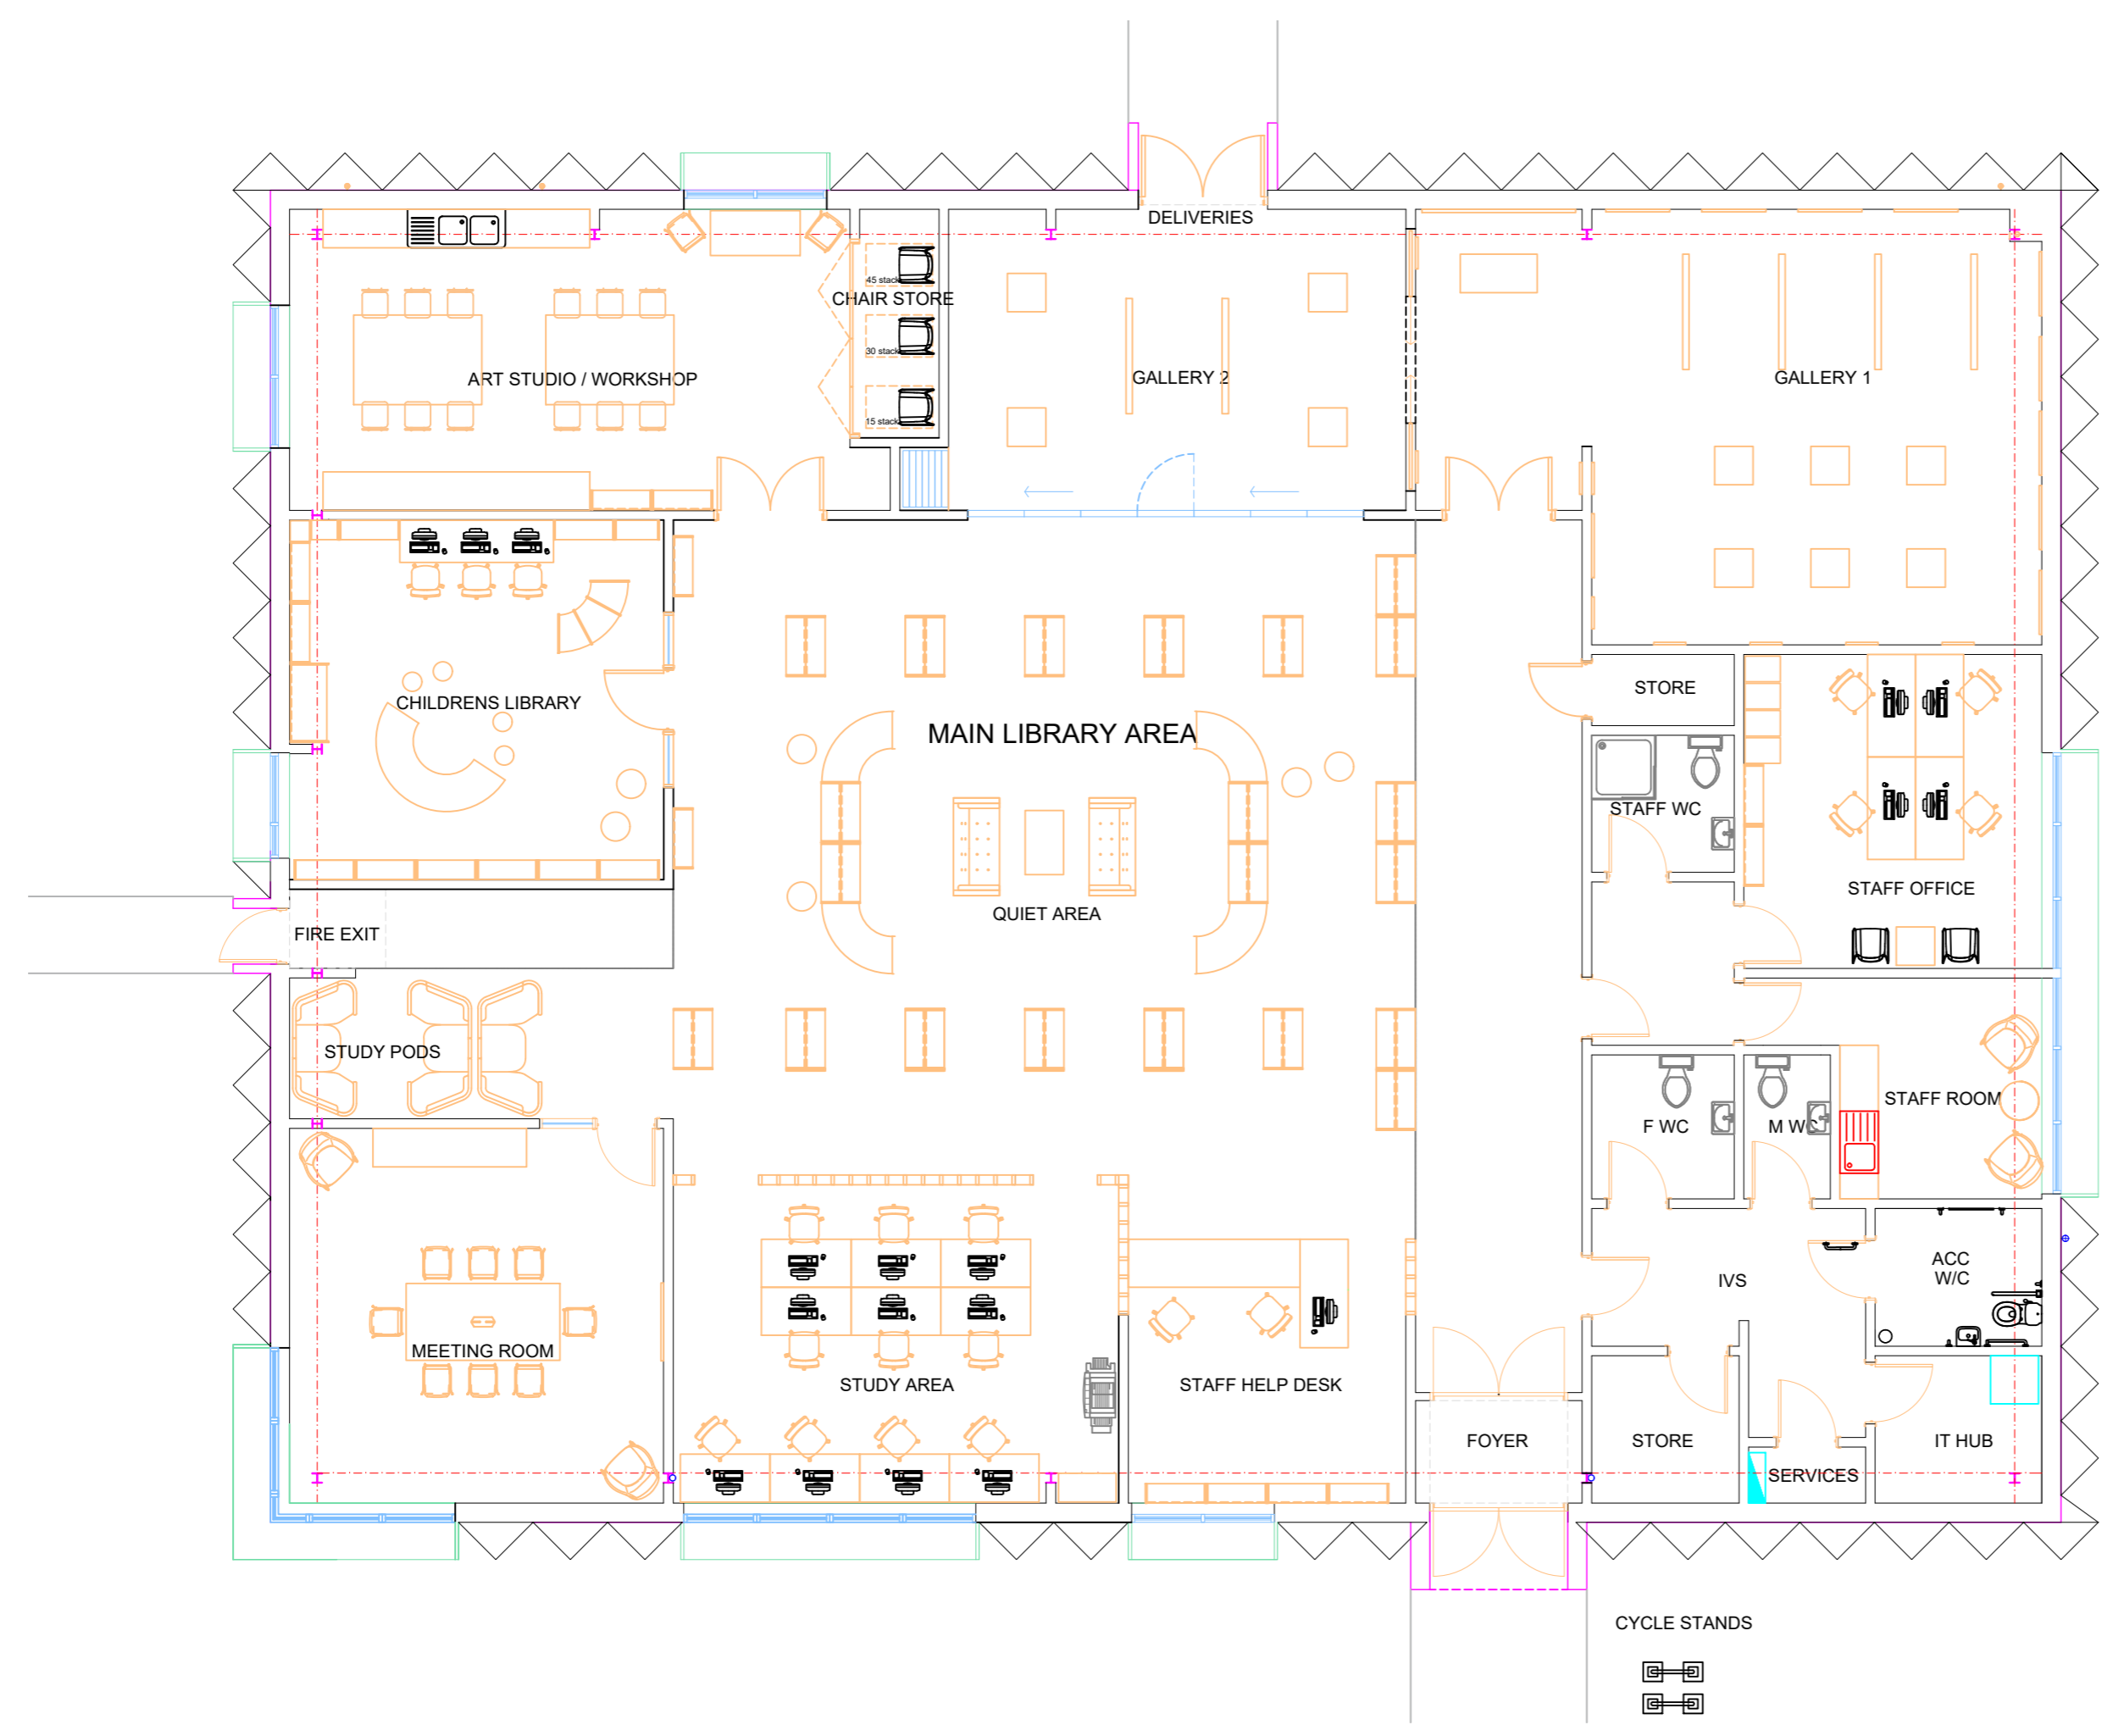 DELIVERIES
45 stack
CHAIR STORE
30 stack
ART STUDIO / WORKSHOP
GALLERY 2
GALLERY 1
15 stack
CHILDRENS LIBRARY
MAIN LIBRARY AREA
STORE
STAFF WC
STAFF OFFICE
QUIET AREA
FIRE EXIT
STUDY PODS
STAFF ROOM
F WC
M WC
ACC
W/C
IVS
MEETING ROOM
STUDY AREA
STAFF HELP DESK
FOYER
STORE
IT HUB
SERVICES
CYCLE STANDS